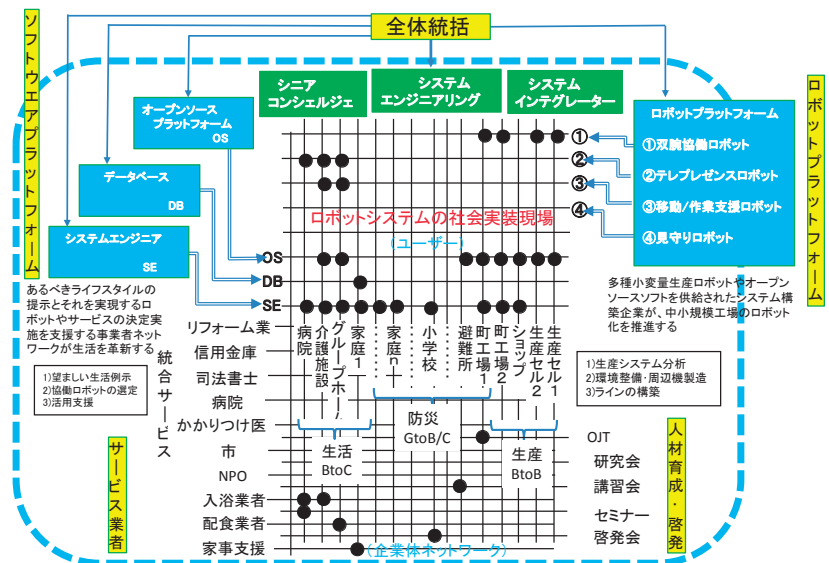 全体統括
ソフトウェアプラットフォーム
シニア
コンシェルジェ
システム
エンジニアリング
システム
インテグレーター
ロボットプラットフォーム
オープンソース
プラットフォーム
OS
データベース
DB
システムエンジニア
SE
ロボットプラットフォーム
①双腕協働ロボット
②テレプレゼンスロボット
③移動/作業支援ロボット
④見守りロボット
①
②
③
④
ロボットシステムの社会実装現場
(ユーザー)
OS
DB
SE
あるべきライフスタイルの
提示とそれを実現するロ
ボットやサービスの決定実
施を支援する事業者ネット
ワークが生活を革新する
多種小変量生産ロボットやオープン
ソースソフトを供給されたシステム構
築企業が、中小規模工場のロボット
化を推進する
1)望ましい生活例示
2)協働ロボットの選定
3)活用支援
1)生産システム分析
2)環境整備・周辺機製造
3)ラインの構築
統合サービス
リフォーム業
信用金庫
司法書士
病院
かかりつけ医
市
NPO
入浴業者
配食業者
家事支援
病院
介護施設
グループホーム
家庭1
家庭n
小学校
避難所
町工場1
町工場2
ショップ
生産セル2
生産セル1
生活
BtoC
防災
GtoB/C
生産
BtoB
OJT
研究会
講習会
セミナー
啓発会
サービス業者
人材育成・啓発
(企業体ネットワーク)